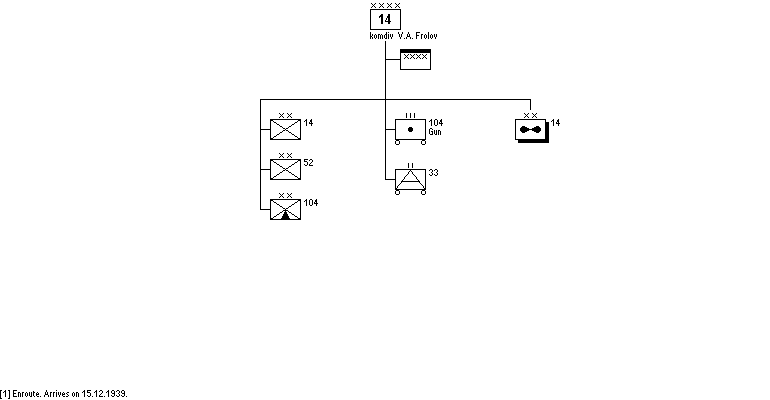 XXXX
14
komdiv V.A. Frolov
XXXX
XX
14
III
104
Gun
XX
14
XX
52
II
33
XX
104
[1] Enroute. Arrives on 15.12.1939.